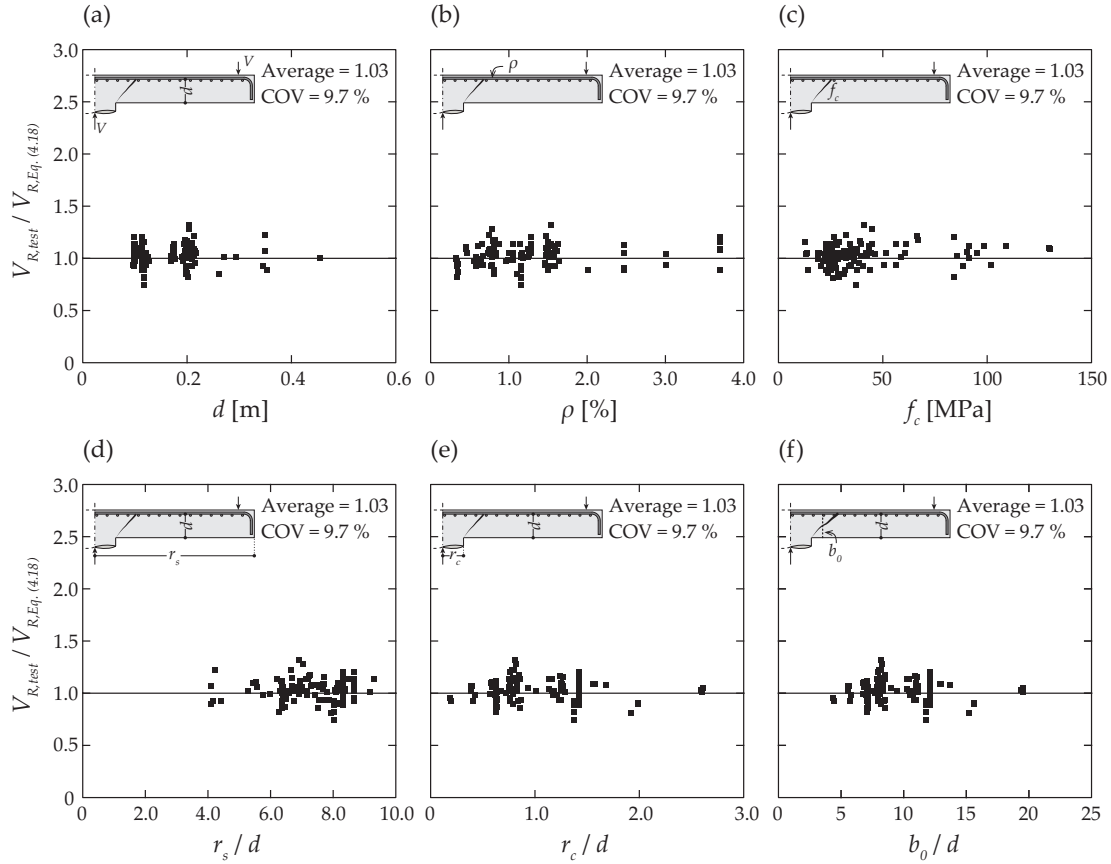 (a)
V_{R,test} / V_{R,Eq. (4.18)}
3.0
2.5
2.0
1.5
1.0
0.5
0
V
V
d
Average = 1.03
COV = 9.7 %
0 0.2 0.4 0.6
d [m]
(b)
ρ
Average = 1.03
COV = 9.7 %
0 1.0 2.0 3.0 4.0
ρ [%]
(c)
f_c
Average = 1.03
COV = 9.7 %
0 50 100 150
f_c [MPa]
(d)
V_{R,test} / V_{R,Eq. (4.18)}
3.0
2.5
2.0
1.5
1.0
0.5
0
d
r_s
Average = 1.03
COV = 9.7 %
0 2.0 4.0 6.0 8.0 10.0
r_s / d
(e)
d
r_c
Average = 1.03
COV = 9.7 %
0 1.0 2.0 3.0
r_c / d
(f)
d
b_0
Average = 1.03
COV = 9.7 %
0 5 10 15 20 25
b_0 / d